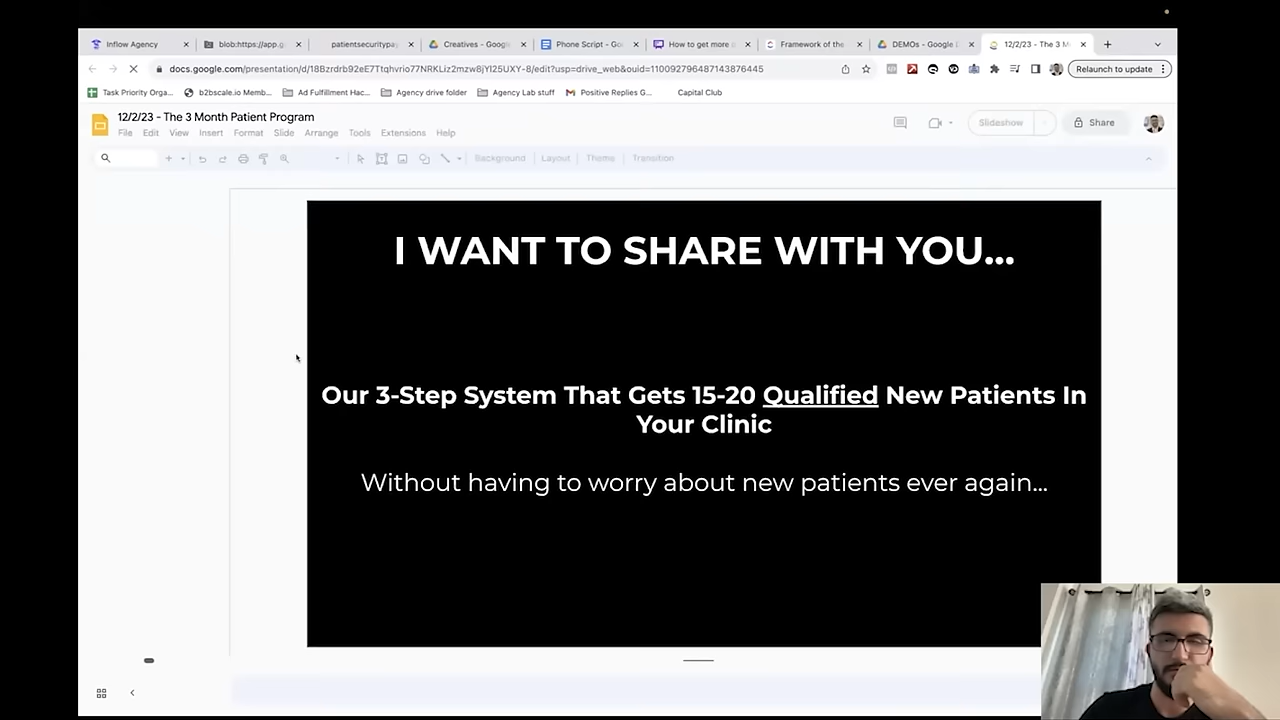 Inflow Agency
blob:https://app.g
patientsecuritypay
Creatives - Googl
Phone Script - Go
How to get more
Framework of the
DEMOs - Google
12/2/23 - The 3 M
docs.google.com/presentation/d/18Bzrdrb92eE7Ttqhvrio77NRKLiz2mzw8jYI25UXY-8/edit?usp=drive_web&ouid=110092796487143876445
Relaunch to update
Task Priority Orga...
b2bscale.io Memb...
Ad Fulfillment Hac...
Agency drive folder
Agency Lab stuff
Positive Replies G...
Capital Club
12/2/23 - The 3 Month Patient Program
File Edit View Insert Format Slide Arrange Tools Extensions Help
Slideshow
Share
Background Layout Theme Transition
I WANT TO SHARE WITH YOU...
Our 3-Step System That Gets 15-20 Qualified New Patients In
Your Clinic
Without having to worry about new patients ever again...